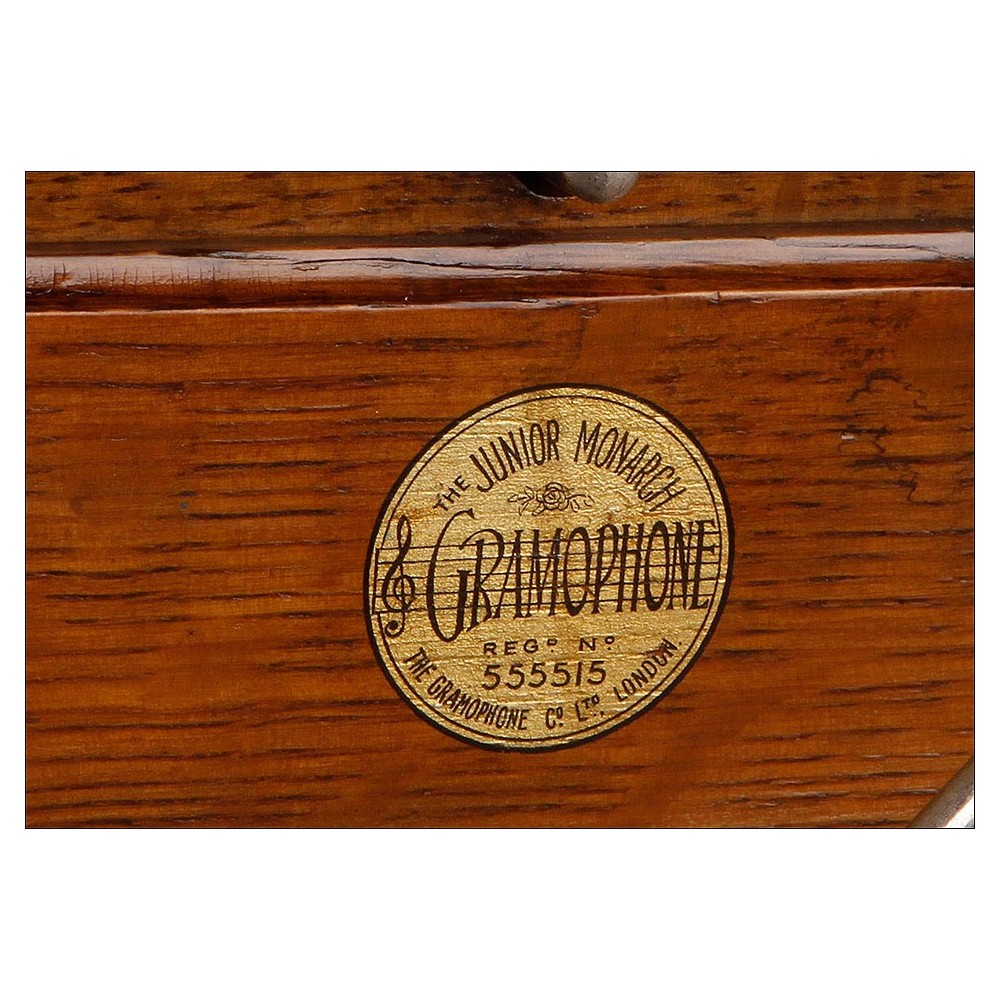 THE JUNIOR MONARCH
GRAMOPHONE
REGD NO
555515
THE GRAMOPHONE CO LTD, LONDON.